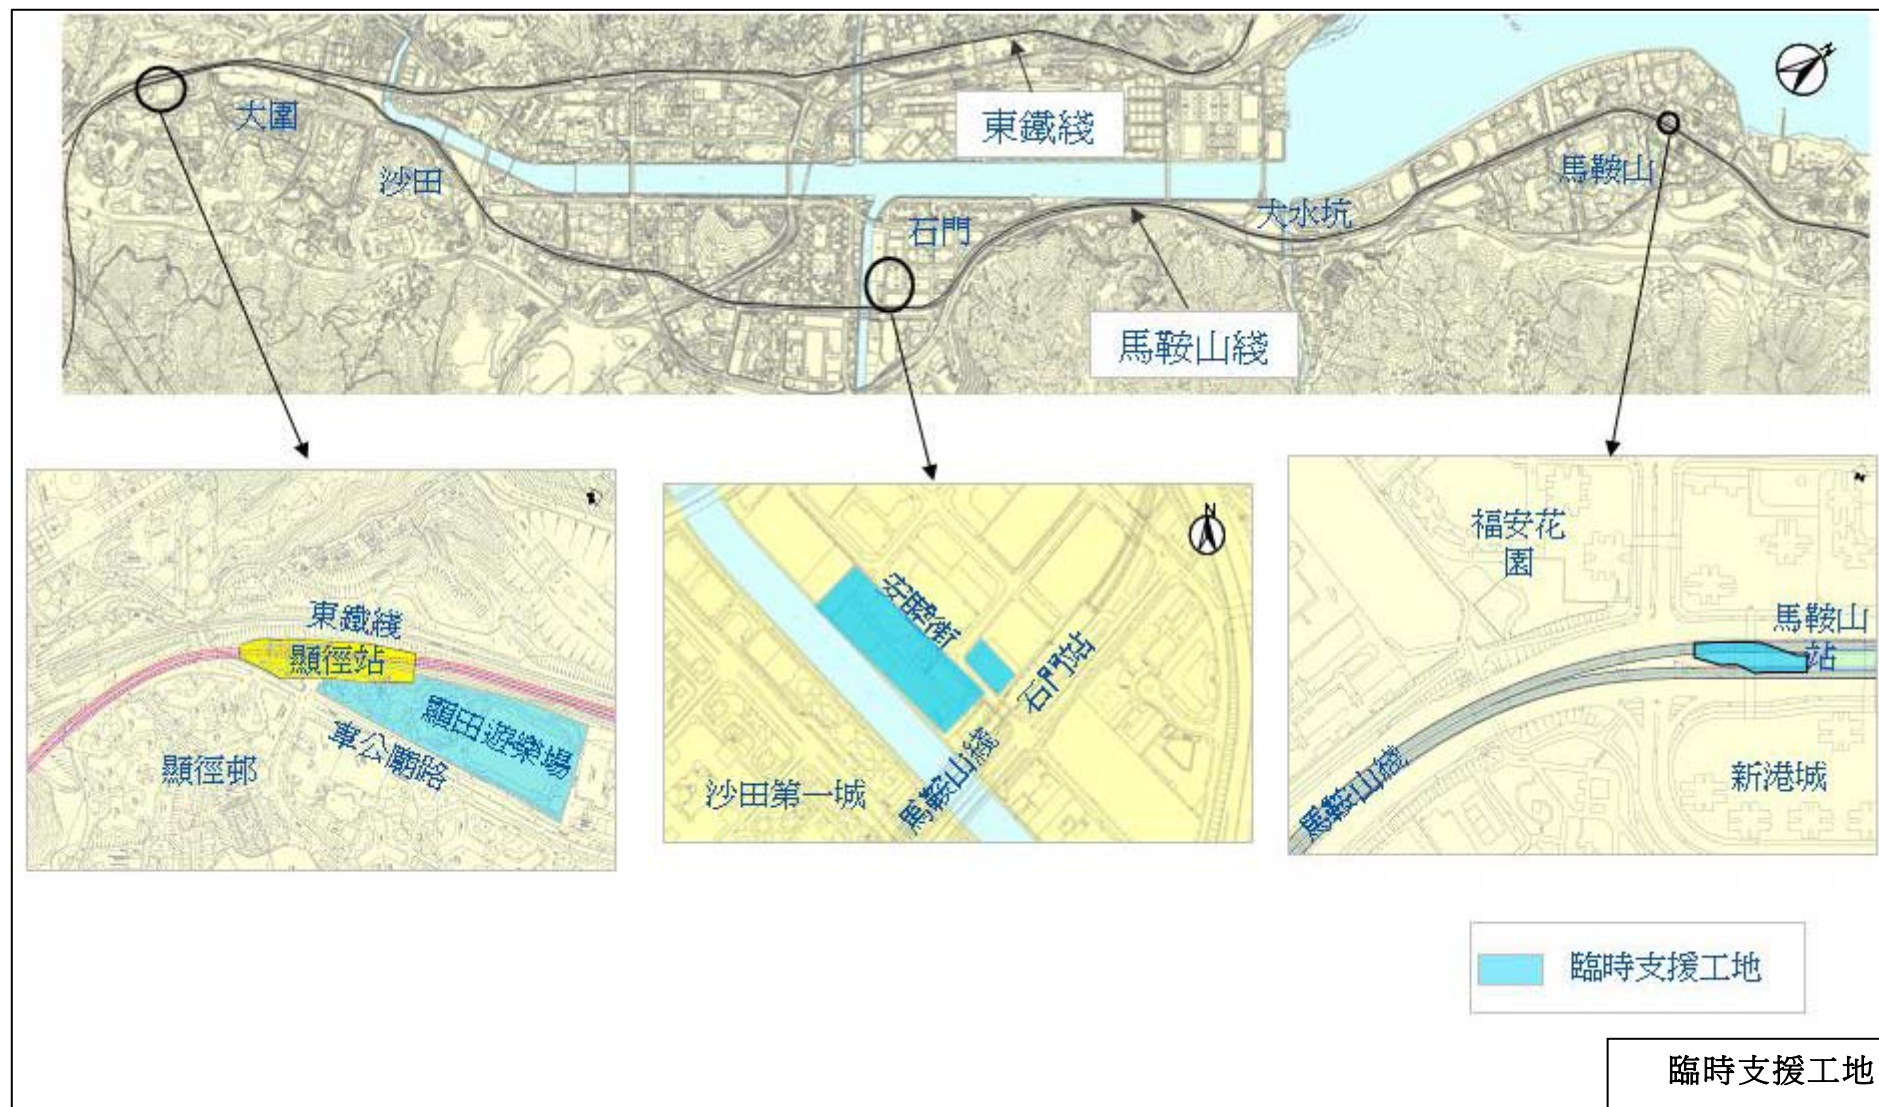 大圍
沙田
東鐵綫
石門
馬鞍山綫
大水坑
馬鞍山
東鐵綫
顯徑站
顯田遊樂場
車公廟路
顯徑邨
N
安睦街
石門站
馬鞍山綫
沙田第一城
福安花
園
馬鞍山
站
馬鞍山綫
新港城
臨時支援工地
臨時支援工地